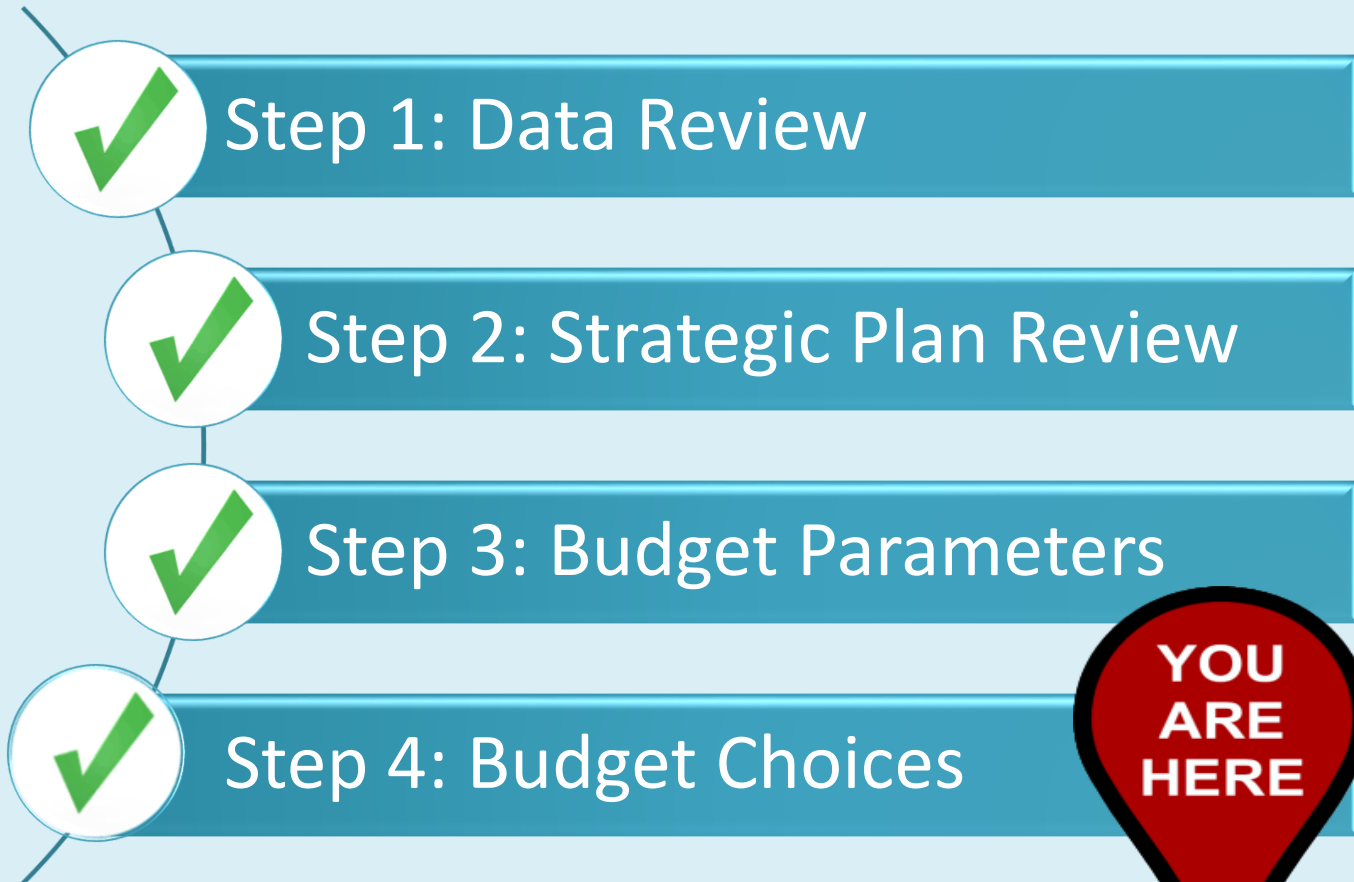 Step 1: Data Review
Step 2: Strategic Plan Review
Step 3: Budget Parameters
Step 4: Budget Choices
YOU
ARE
HERE